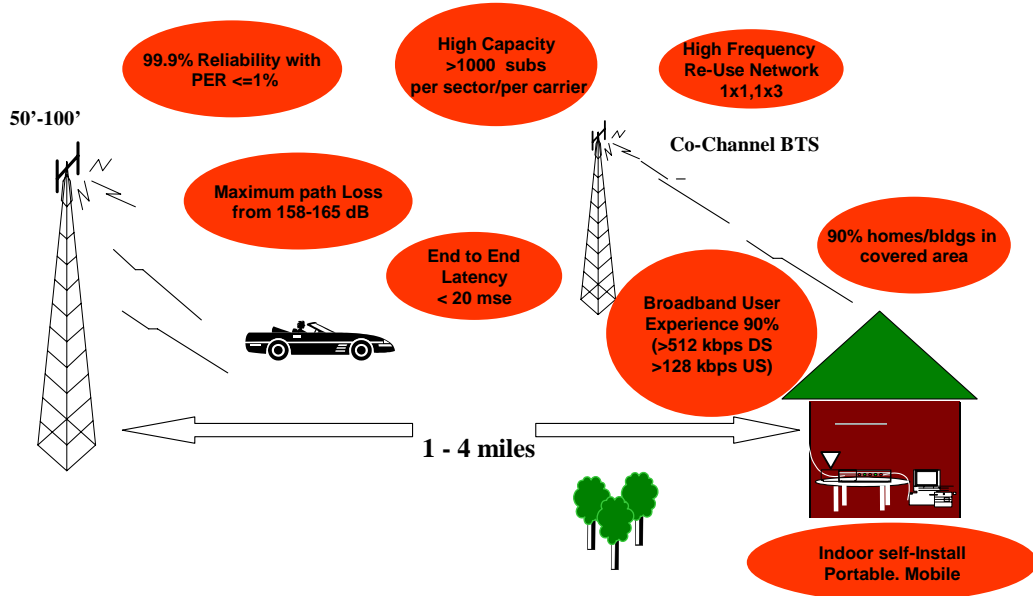 99.9% Reliability with
PER <=1%
High Capacity
>1000 subs
per sector/per carrier
High Frequency
Re-Use Network
1x1,1x3
50’-100’
Co-Channel BTS
Maximum path Loss
from 158-165 dB
90% homes/bldgs in
covered area
End to End
Latency
< 20 mse
Broadband User
Experience 90%
(>512 kbps DS
>128 kbps US)
1 - 4 miles
Indoor self-Install
Portable. Mobile